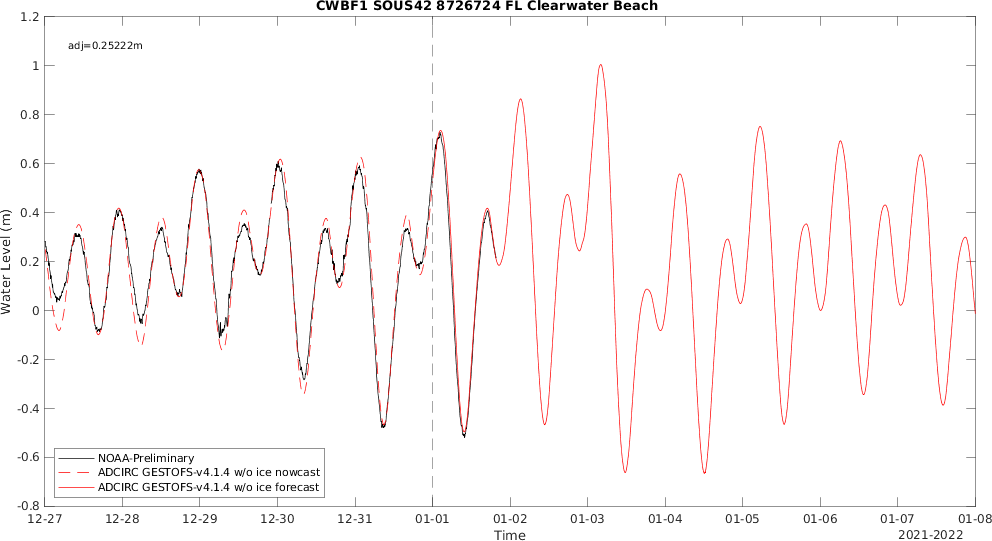 CWBF1 SOUS42 8726724 FL Clearwater Beach
adj=0.25222m
1.2
1
0.8
0.6
0.4
0.2
0
-0.2
-0.4
-0.6
-0.8
Water Level (m)
NOAA-Preliminary
ADCIRC GESTOFS-v4.1.4 w/o ice nowcast
ADCIRC GESTOFS-v4.1.4 w/o ice forecast
12-27 12-28 12-29 12-30 12-31 01-01 01-02 01-03 01-04 01-05 01-06 01-07 01-08
Time
2021-2022